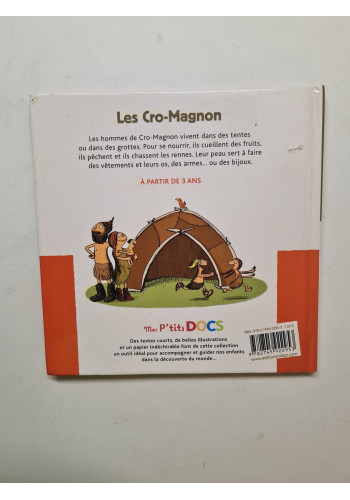 Les Cro-Magnon
Les hommes de Cro-Magnon vivent dans des tentes
ou dans des grottes. Pour se nourrir, ils cueillent des fruits,
ils pêchent et ils chassent les rennes. Leur peau sert à faire
des vêtements et leurs os, des armes... ou des bijoux.
À PARTIR DE 3 ANS
Mes P'tits DOCS
Des textes courts, de belles illustrations
et un papier indéchirable font de cette collection
un outil idéal pour accompagner et guider nos enfants
dans la découverte du monde...